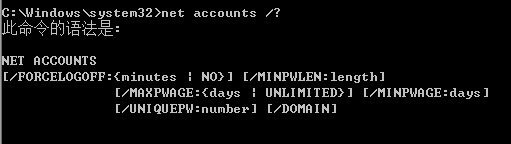 C:\Windows\system32>net accounts /?
此命令的语法是:
NET ACCOUNTS
[/FORCELOGOFF:{minutes | NO}] [/MINPWLEN:length]
[/MAXPWAGE:{days | UNLIMITED}] [/MINPWAGE:days]
[/UNIQUEPW:number] [/DOMAIN]